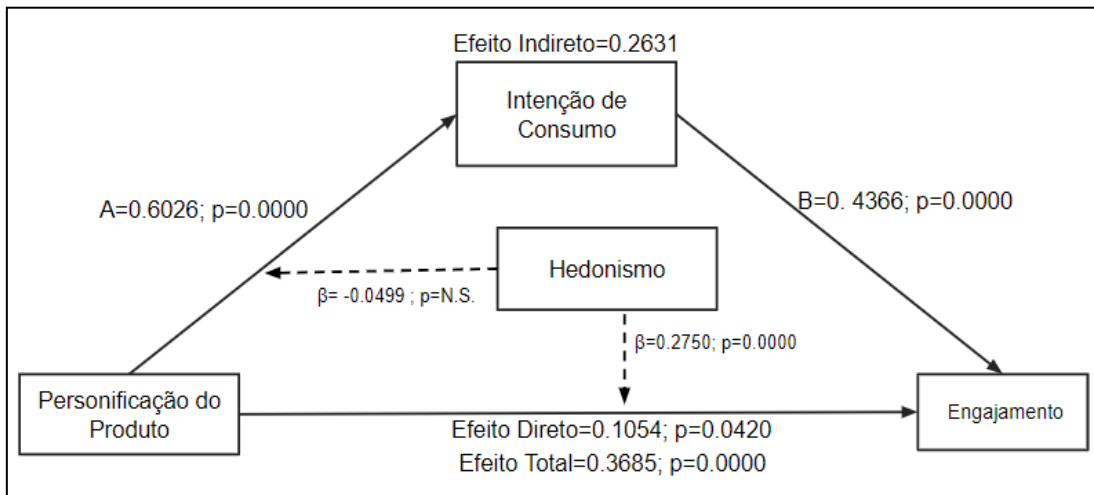 Efeito Indireto=0.2631
Intenção de
Consumo
A=0.6026; p=0.0000
B=0. 4366; p=0.0000
Hedonismo
β= -0.0499 ; p=N.S.
β=0.2750; p=0.0000
Personificação do
Produto
Engajamento
Efeito Direto=0.1054; p=0.0420
Efeito Total=0.3685; p=0.0000